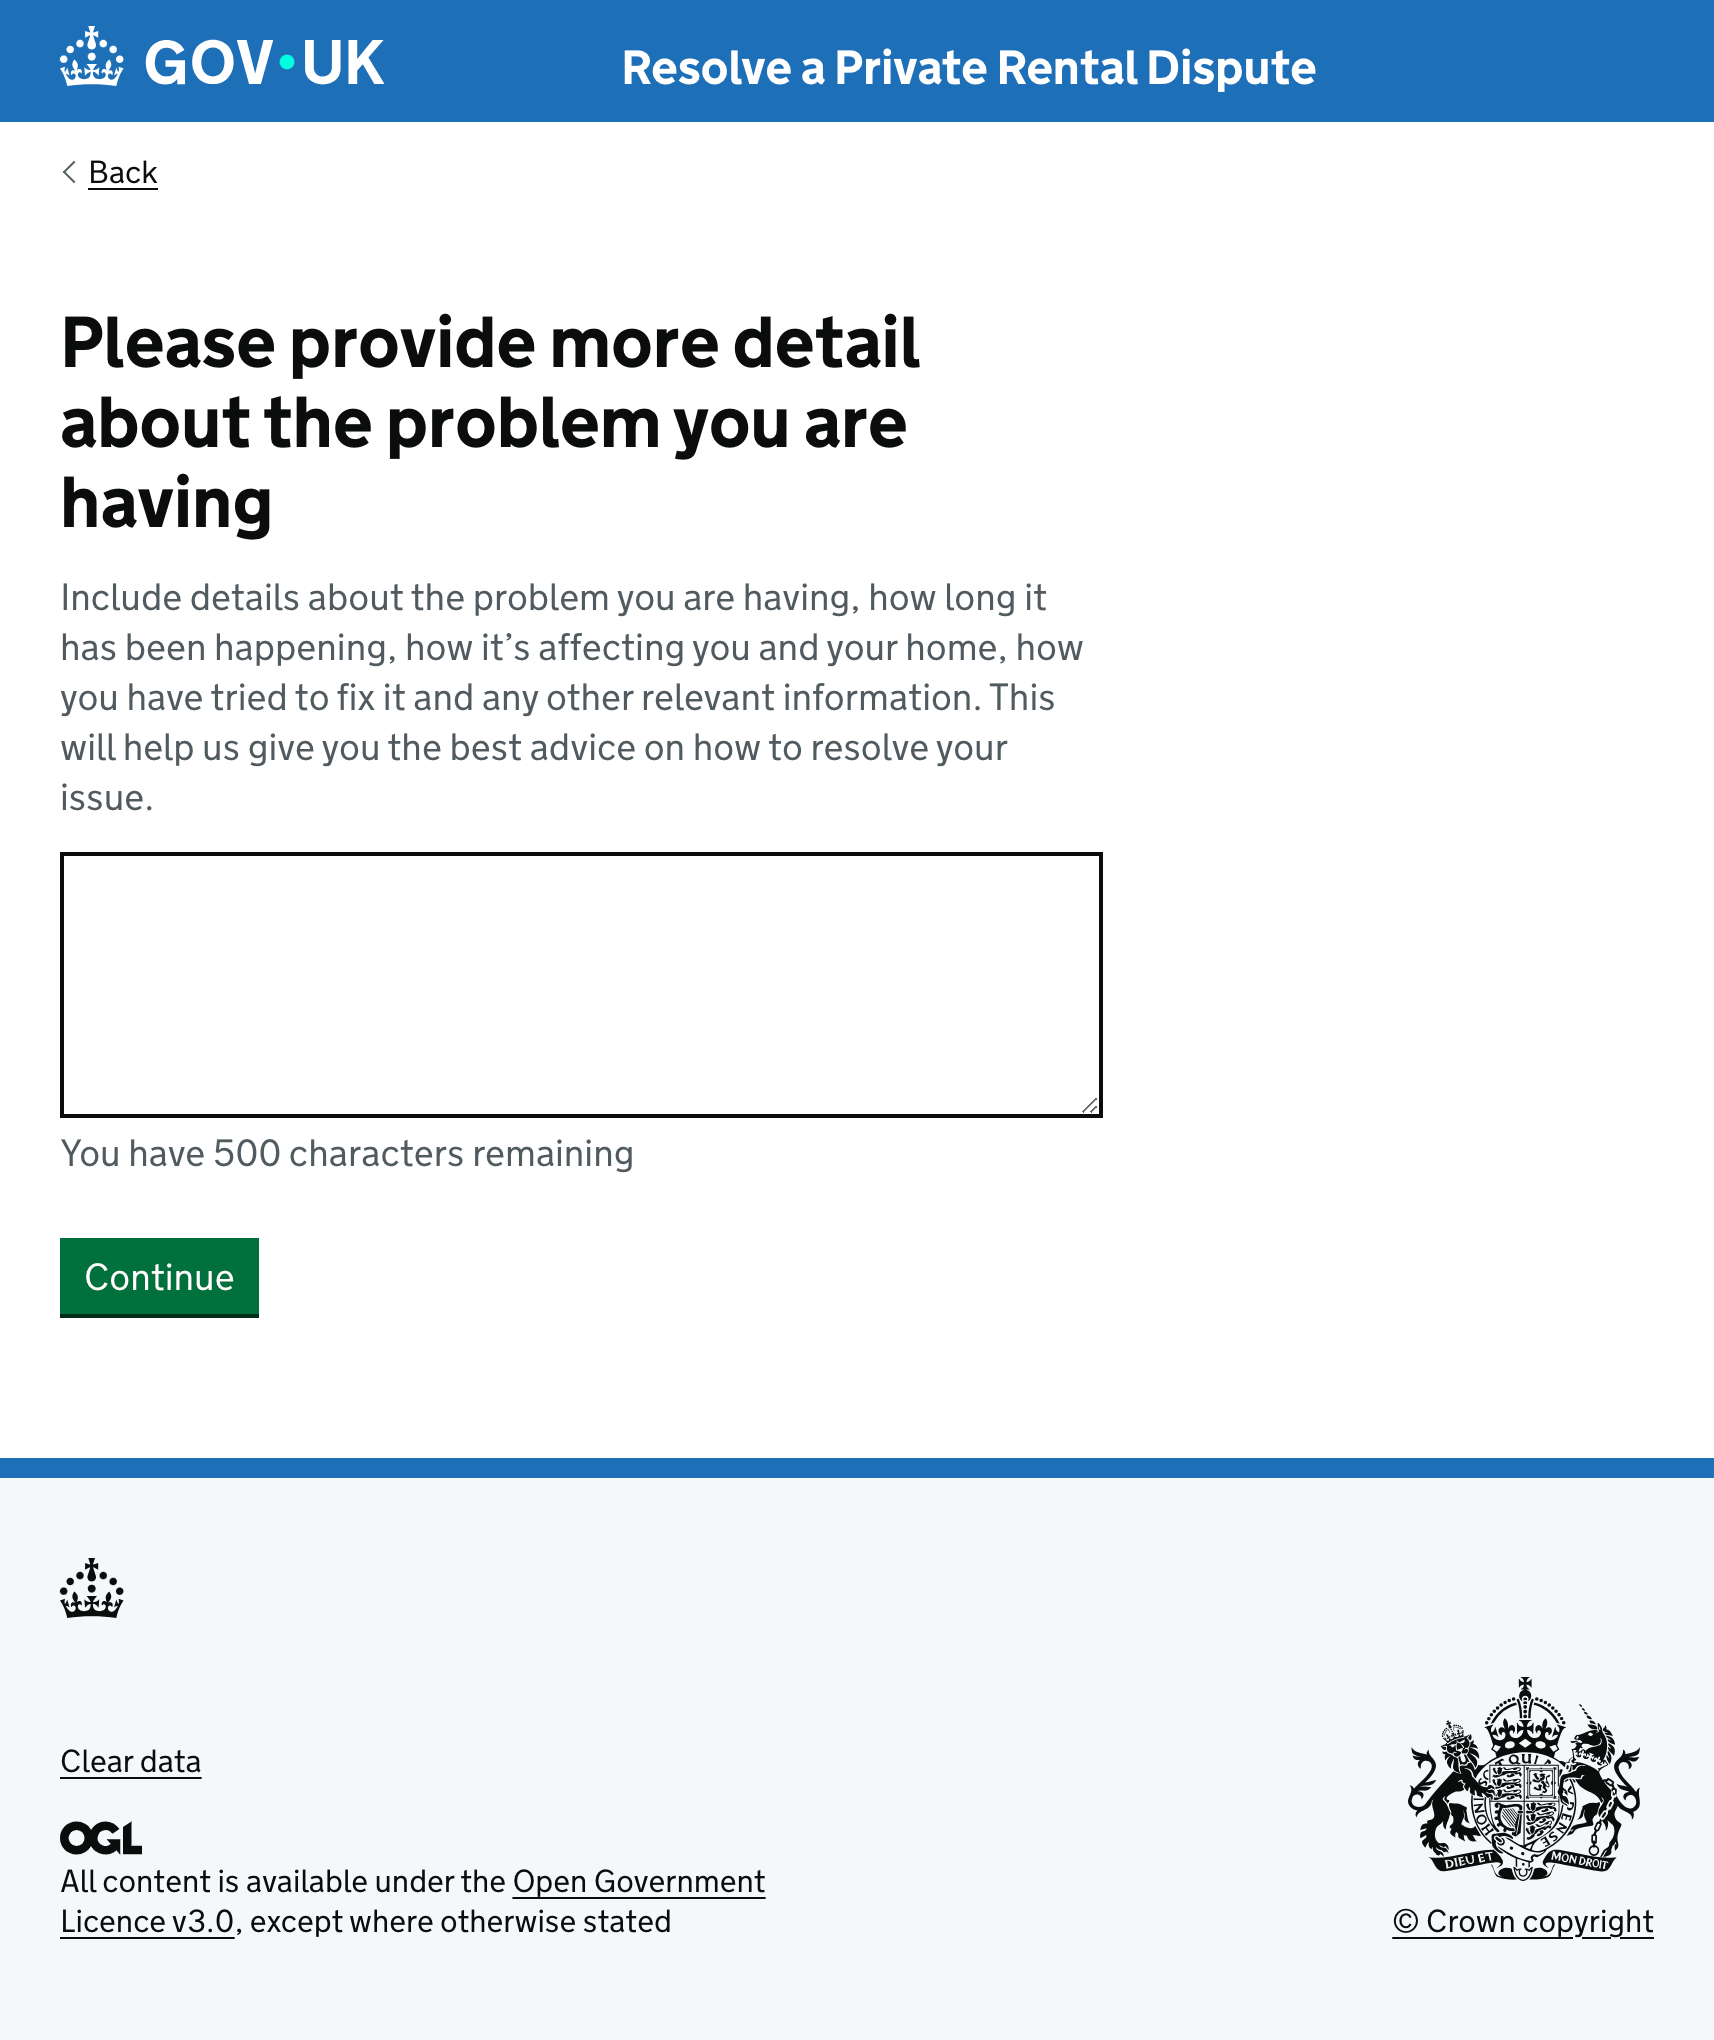 GOV·UK
Resolve a Private Rental Dispute
Back
Please provide more detail
about the problem you are
having
Include details about the problem you are having, how long it
has been happening, how it’s affecting you and your home, how
you have tried to fix it and any other relevant information. This
will help us give you the best advice on how to resolve your
issue.
You have 500 characters remaining
Continue
Clear data
OGL
All content is available under the Open Government
Licence v3.0, except where otherwise stated
DIEU ET MON DROIT
© Crown copyright